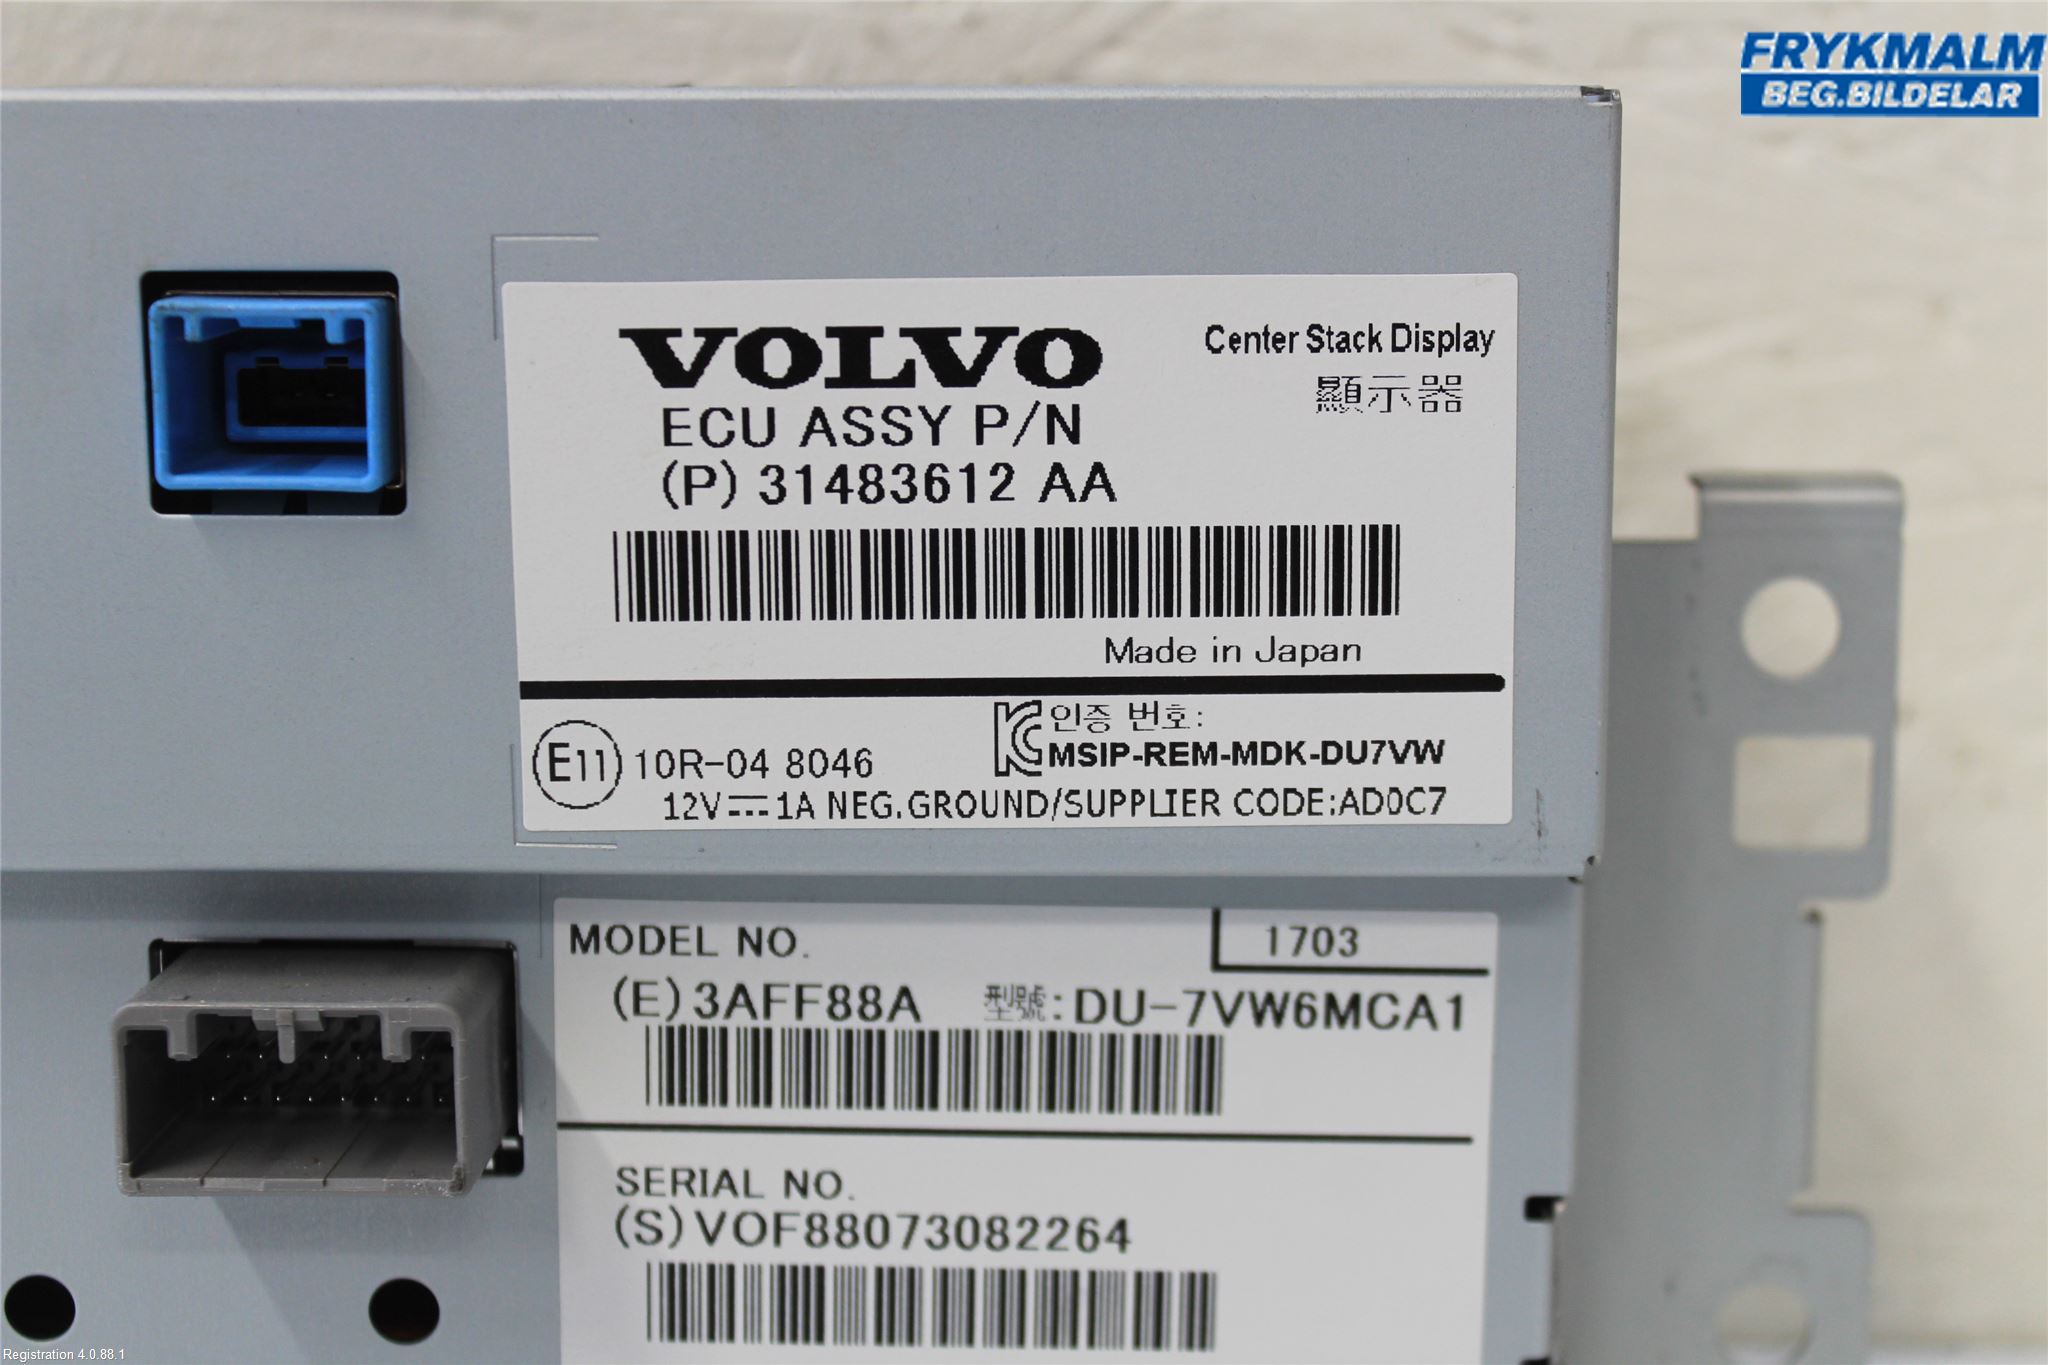 FRYKMALM
BEG.BILDELAR
VOLVO
Center Stack Display
顯示器
ECU ASSY P/N
(P) 31483612 AA
Made in Japan
E11 10R-04 8046
인증 번호:
MSIP-REM-MDK-DU7VW
12V 1A NEG.GROUND/SUPPLIER CODE:AD0C7
MODEL NO.
1703
(E) 3AFF88A 型號: DU-7VW6MCA1
SERIAL NO.
(S) VOF88073082264
Registration 4.0.88.1